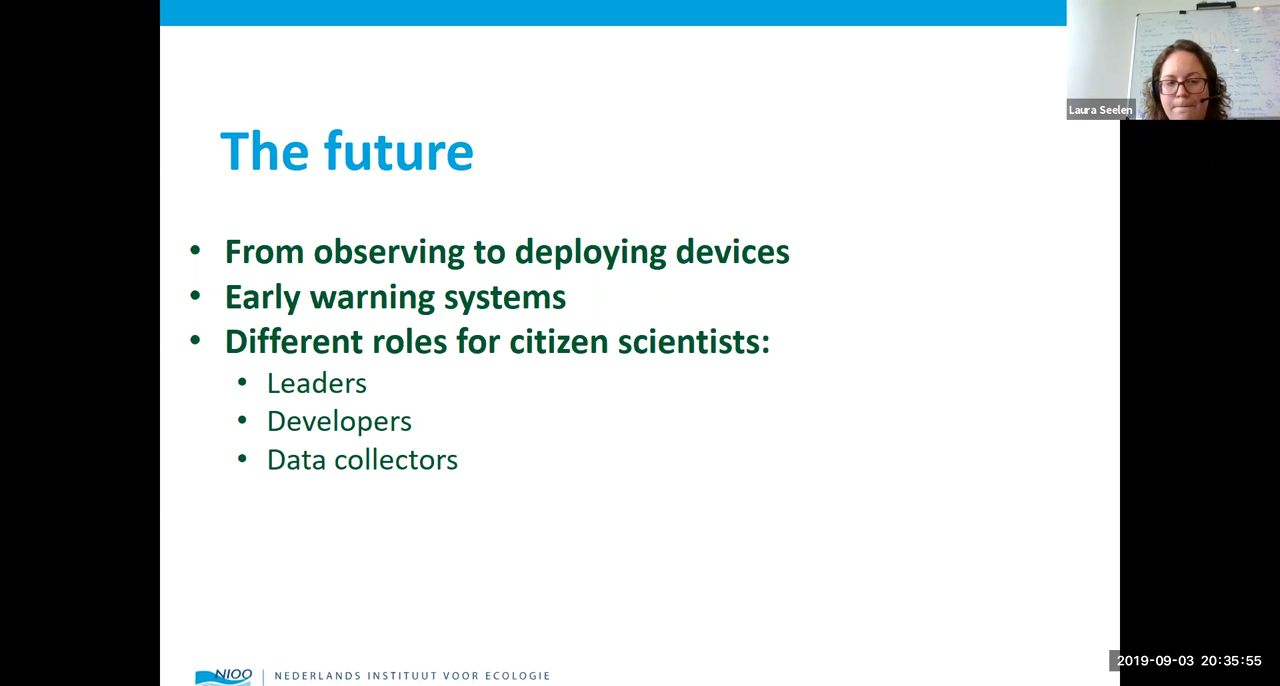 Laura Seelen
The future
• From observing to deploying devices
• Early warning systems
• Different roles for citizen scientists:
• Leaders
• Developers
• Data collectors
NIOO
NEDERLANDS INSTITUUT VOOR ECOLOGIE
2019-09-03 20:35:55